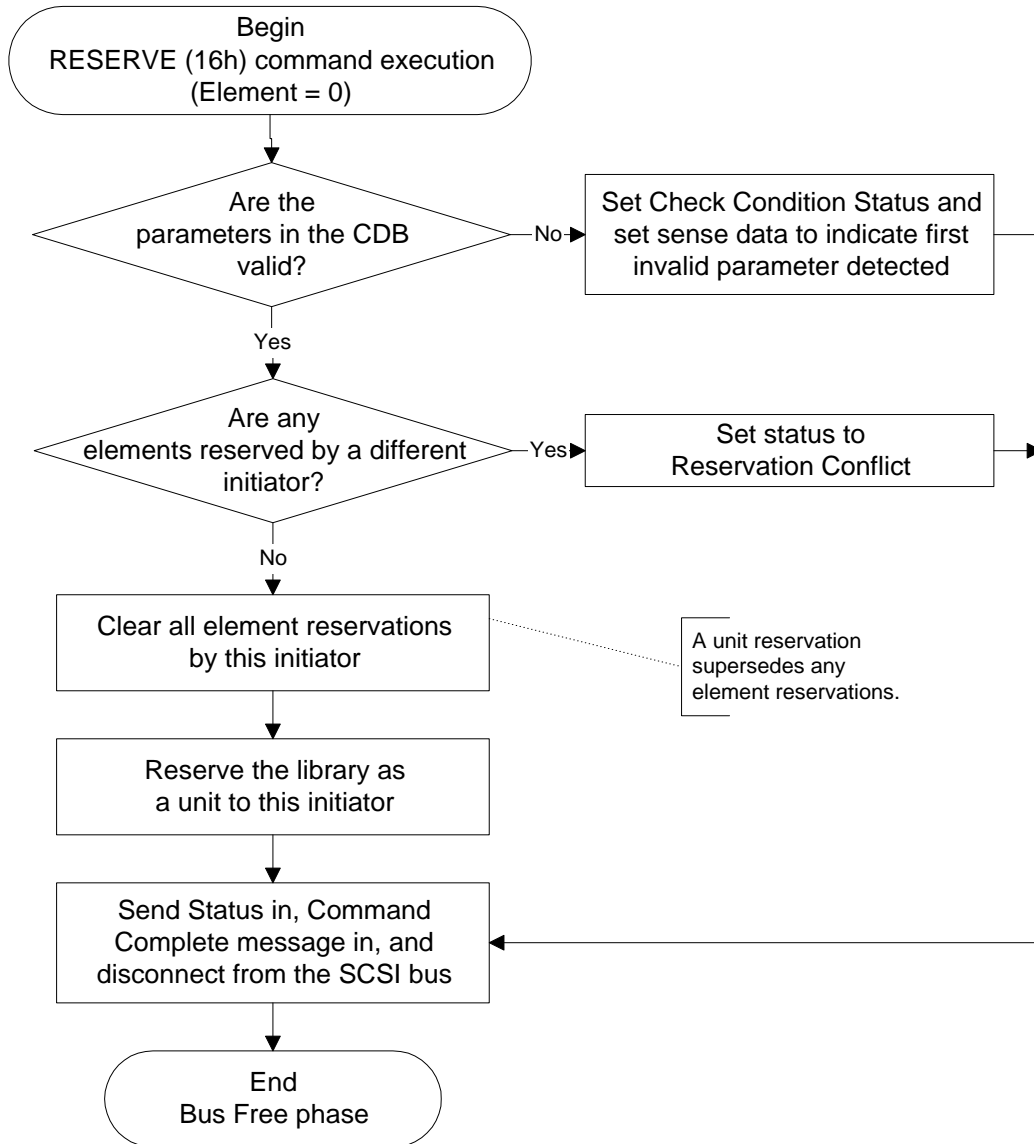 Begin
RESERVE (16h) command execution
(Element = 0)
Are the
parameters in the CDB
valid?
No
Set Check Condition Status and
set sense data to indicate first
invalid parameter detected
Yes
Are any
elements reserved by a different
initiator?
Yes
Set status to
Reservation Conflict
No
Clear all element reservations
by this initiator
A unit reservation
supersedes any
element reservations.
Reserve the library as
a unit to this initiator
Send Status in, Command
Complete message in, and
disconnect from the SCSI bus
End
Bus Free phase